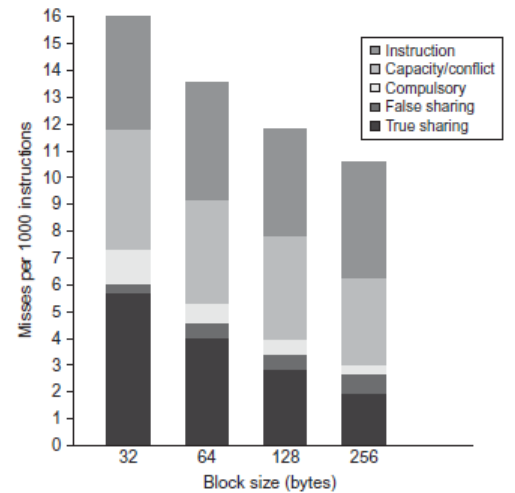 16
15
14
13
12
11
10
9
8
7
6
5
4
3
2
1
0
Misses per 1000 instructions
Instruction
Capacity/conflict
Compulsory
False sharing
True sharing
32 64 128 256
Block size (bytes)